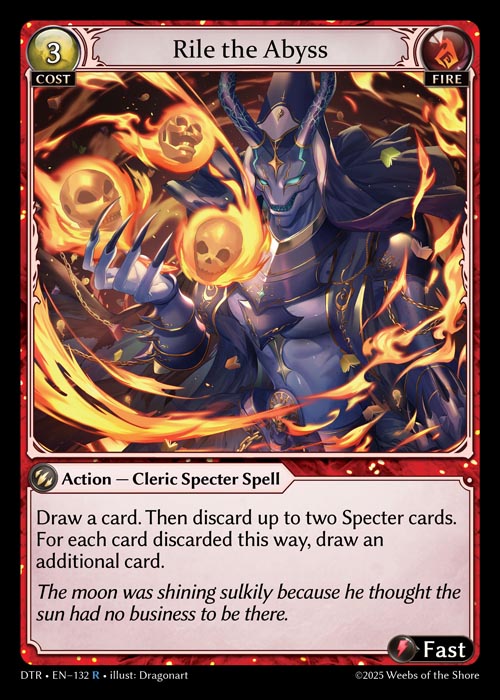 3
Rile the Abyss
COST
FIRE
Action — Cleric Specter Spell
Draw a card. Then discard up to two Specter cards.
For each card discarded this way, draw an
additional card.
The moon was shining sulkily because he thought the
sun had no business to be there.
Fast
DTR • EN–132 R • illust: Dragonart
©2025 Weebs of the Shore